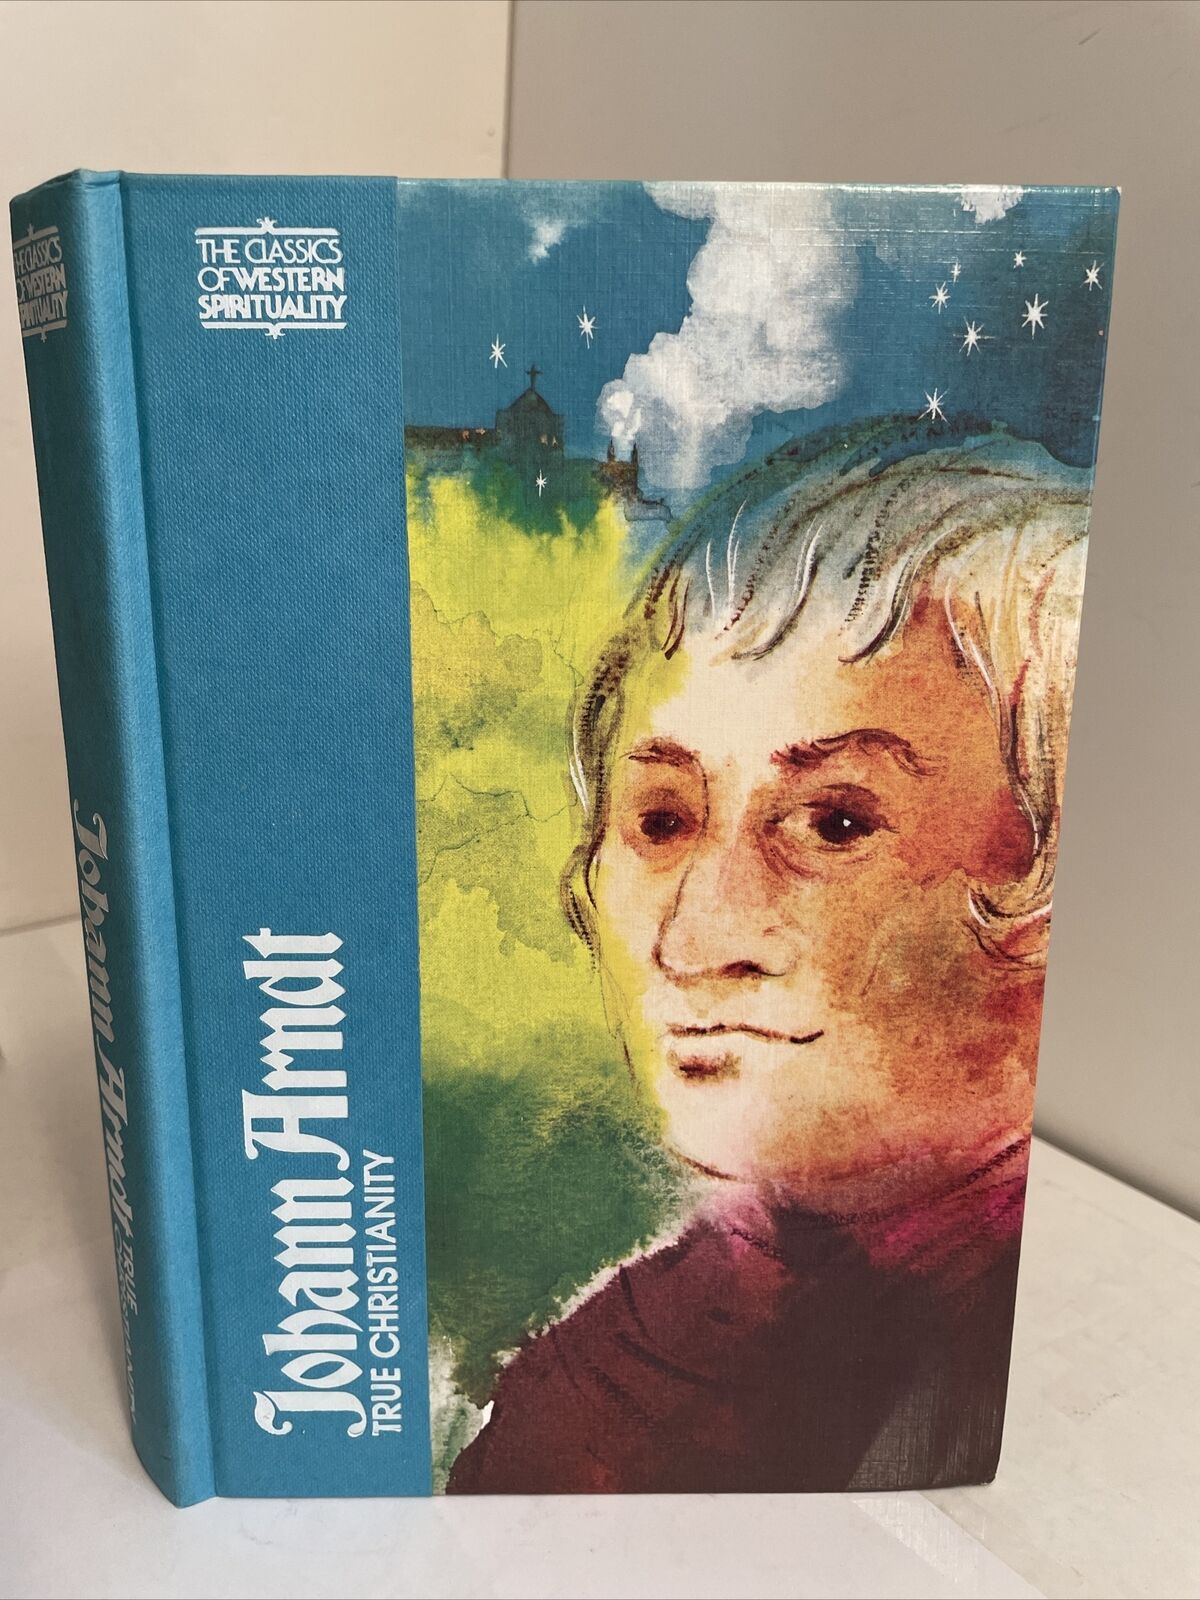 THE CLASSICS
OF WESTERN
SPIRITUALITY
Johann Arndt
TRUE CHRISTIANITY
THE CLASSICS
OF WESTERN
SPIRITUALITY
Johann Arndt
TRUE
CHRISTIANITY